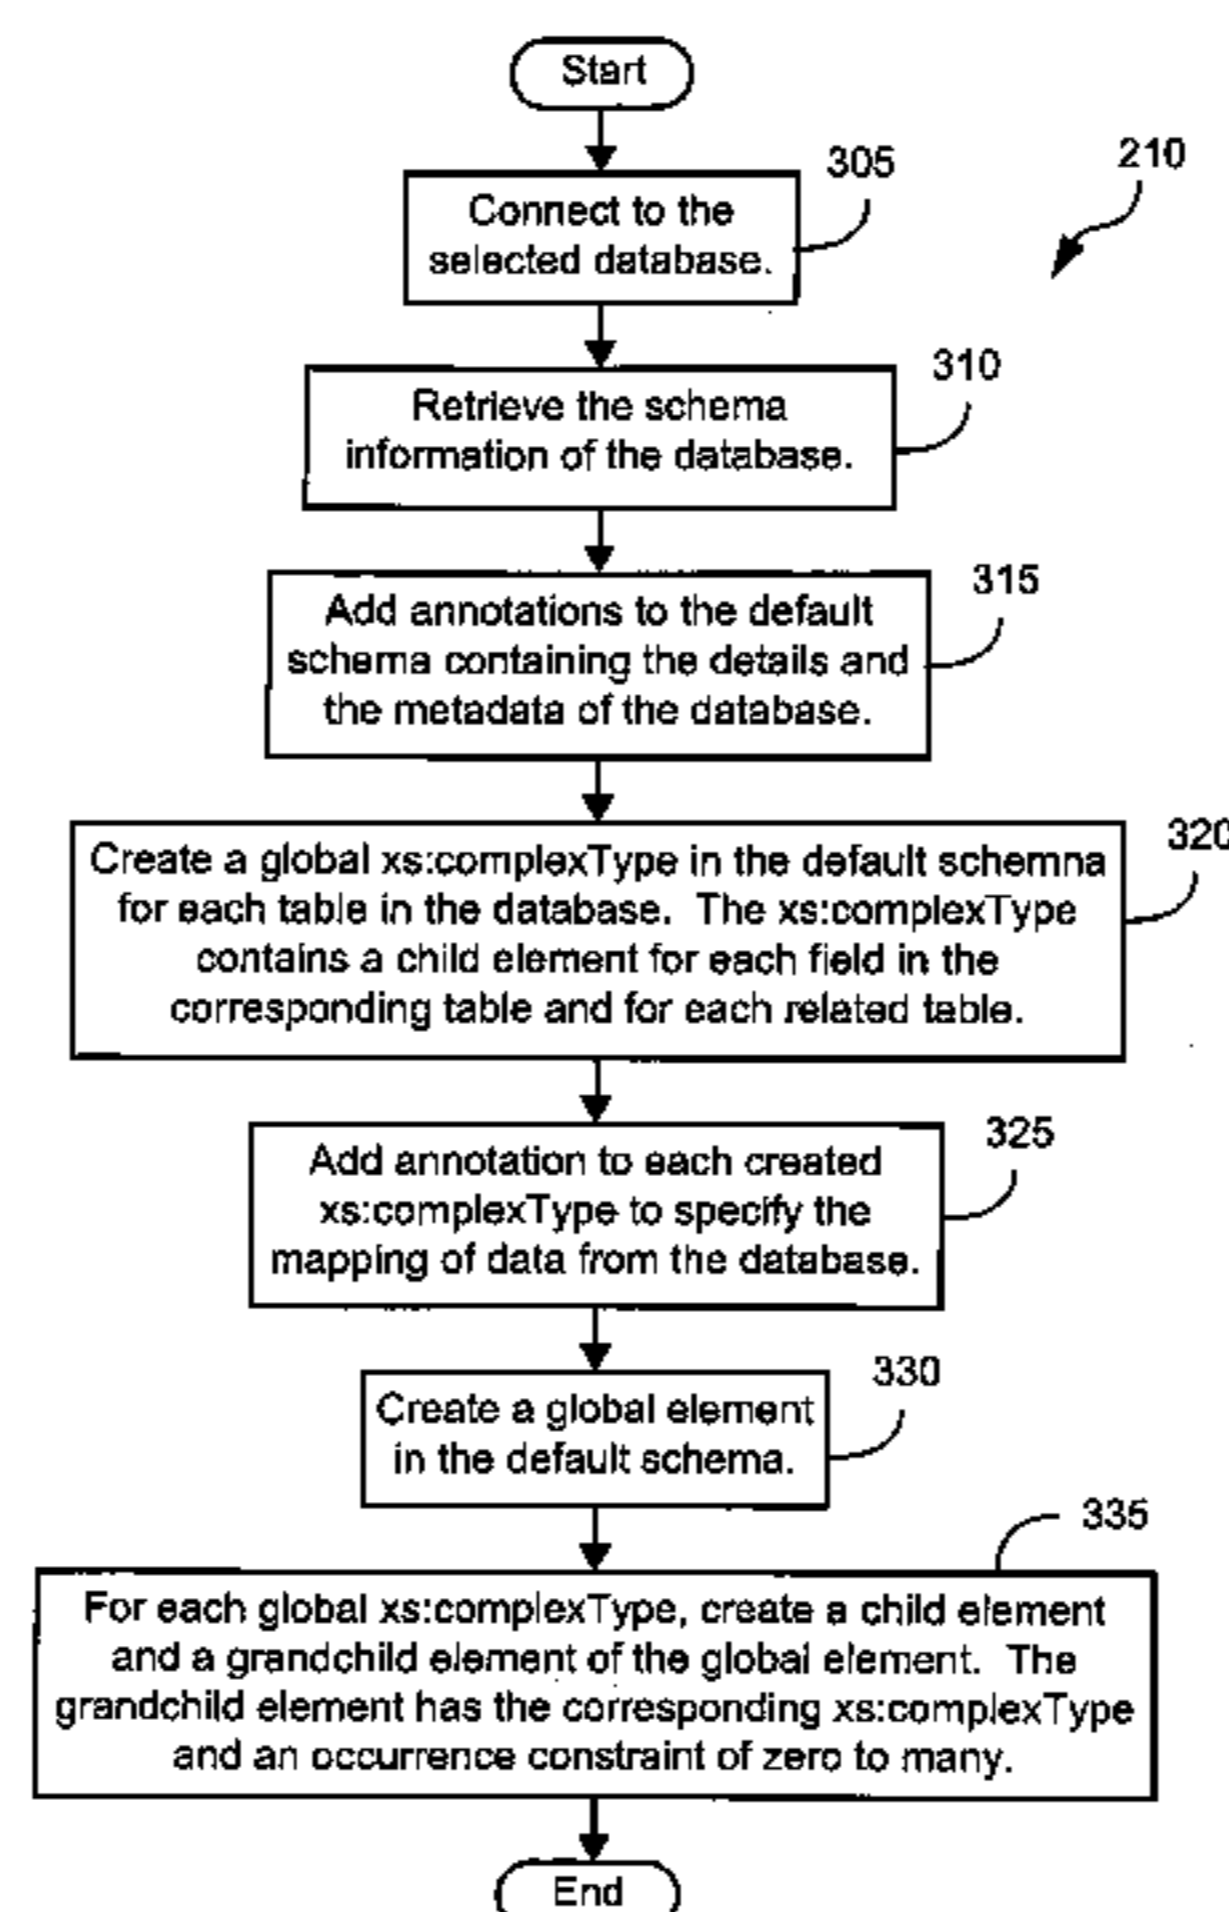 Start
305
210
Connect to the
selected database.
310
Retrieve the schema
information of the database.
315
Add annotations to the default
schema containing the details and
the metadata of the database.
320
Create a global xs:complexType in the default schemna
for each table in the database. The xs:complexType
contains a child element for each field in the
corresponding table and for each related table.
325
Add annotation to each created
xs:complexType to specify the
mapping of data from the database.
330
Create a global element
in the default schema.
335
For each global xs:complexType, create a child element
and a grandchild element of the global element. The
grandchild element has the corresponding xs:complexType
and an occurrence constraint of zero to many.
End